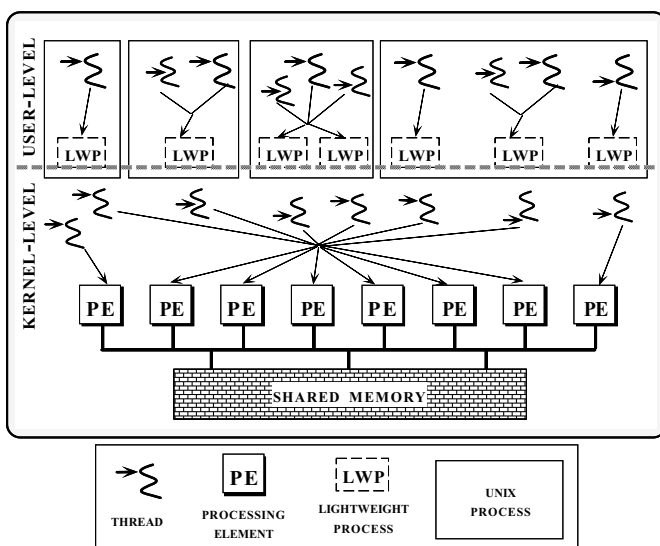 USER-LEVEL
LWP LWP LWP LWP LWP LWP LWP
KERNEL-LEVEL
PE PE PE PE PE PE PE PE
SHARED MEMORY
PE
LWP
UNIX
PROCESS
THREAD
PROCESSING
ELEMENT
LIGHTWEIGHT
PROCESS